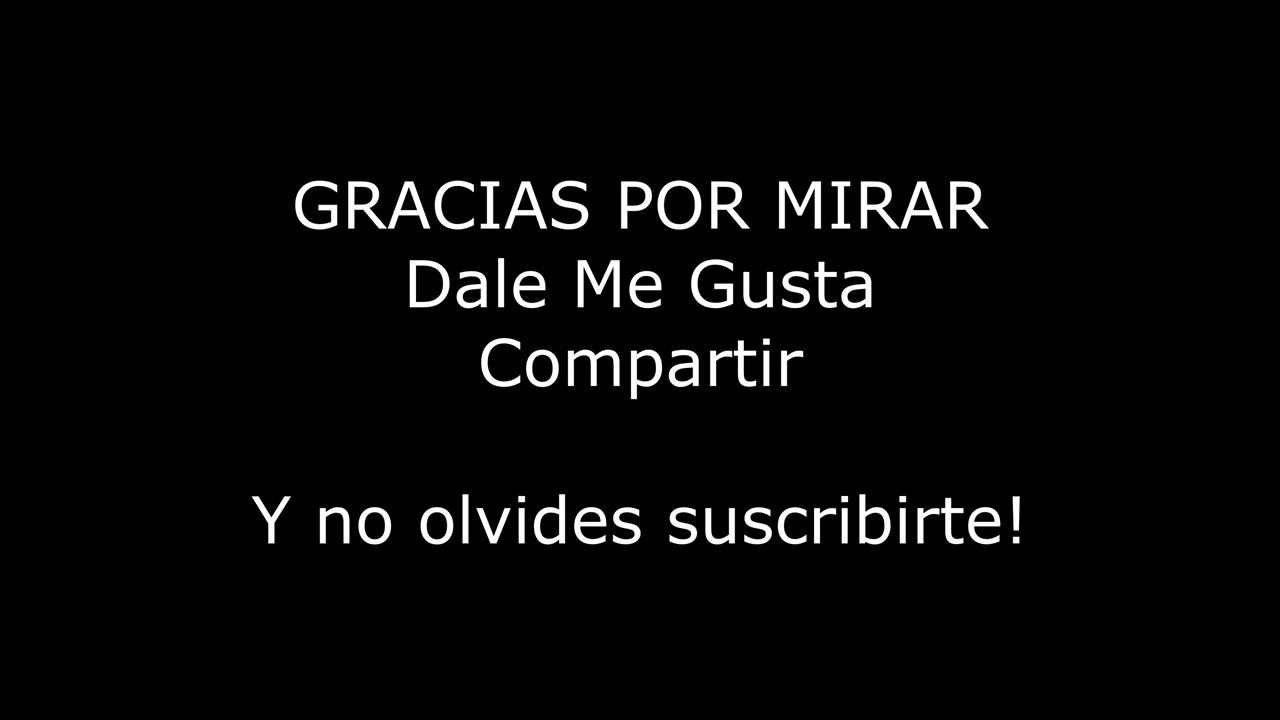 GRACIAS POR MIRAR
Dale Me Gusta
Compartir
Y no olvides suscribirte!